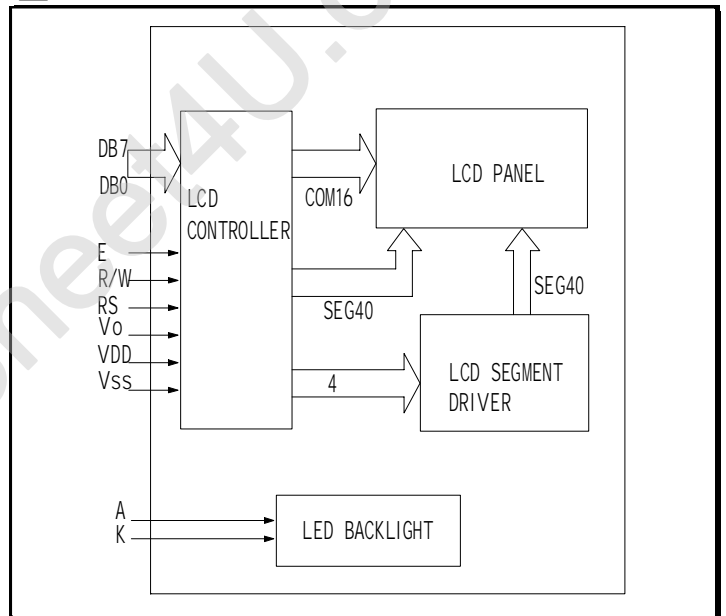 DB7
DB0
LCD
CONTROLLER
COM16
LCD PANEL
E
R/W
RS
Vo
VDD
Vss
SEG40
SEG40
4
LCD SEGMENT
DRIVER
A
K
LED BACKLIGHT